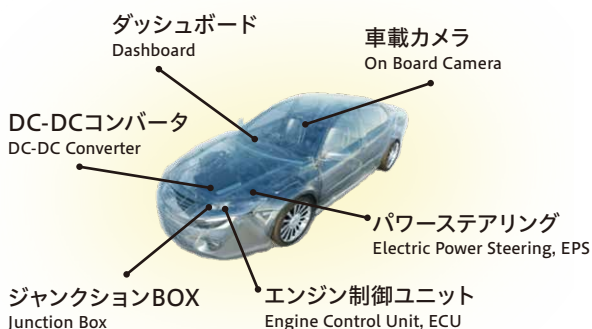 ダッシュボード
Dashboard
車載カメラ
On Board Camera
DC-DCコンバータ
DC-DC Converter
パワーステアリング
Electric Power Steering, EPS
ジャンクションBOX
Junction Box
エンジン制御ユニット
Engine Control Unit, ECU